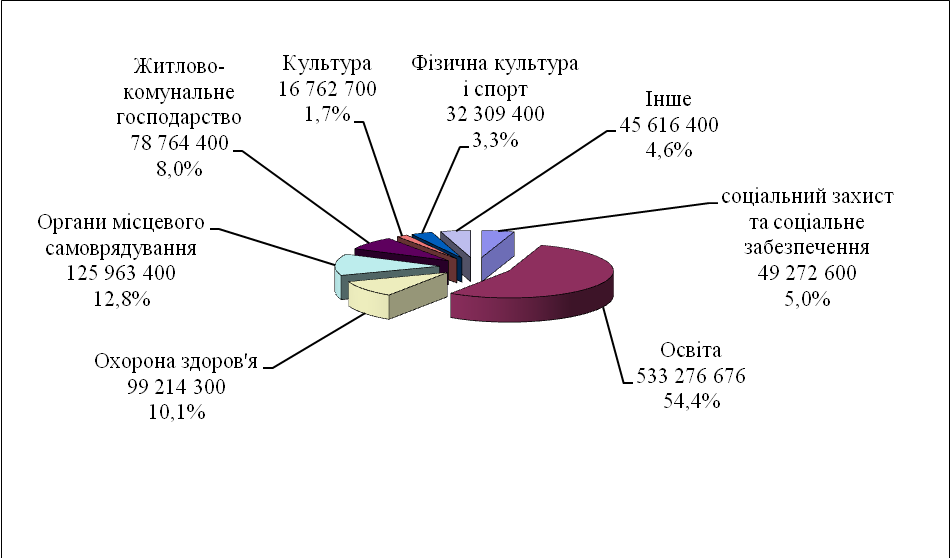 Житлово-
комунальне
господарство
78 764 400
8,0%
Культура
16 762 700
1,7%
Фізична культура
і спорт
32 309 400
3,3%
Інше
45 616 400
4,6%
соціальний захист
та соціальне
забезпечення
49 272 600
5,0%
Органи місцевого
самоврядування
125 963 400
12,8%
Охорона здоров'я
99 214 300
10,1%
Освіта
533 276 676
54,4%